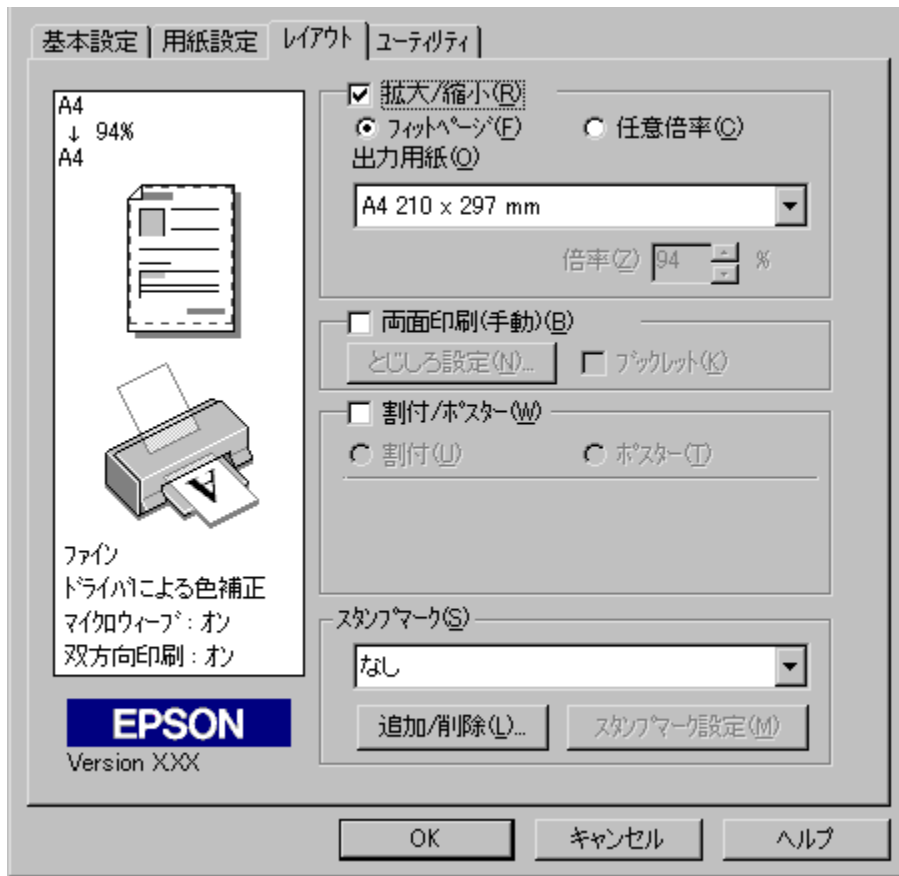 基本設定 用紙設定 レイアウト ユーティリティ
A4
↓ 94%
A4
ファイン
ドライバによる色補正
マイクロウィーブ : オン
双方向印刷 : オン
EPSON
Version X.XX
拡大/縮小(R)
フィットページ(F) 任意倍率(C)
出力用紙(O)
A4 210 x 297 mm
倍率(Z) 94 %
両面印刷(手動)(B)
とじしろ設定(N)... ブックレット(K)
割付/ポスター(W)
割付(U) ポスター(T)
スタンプマーク(S)
なし
追加/削除(L)... スタンプマーク設定(M)
OK キャンセル ヘルプ